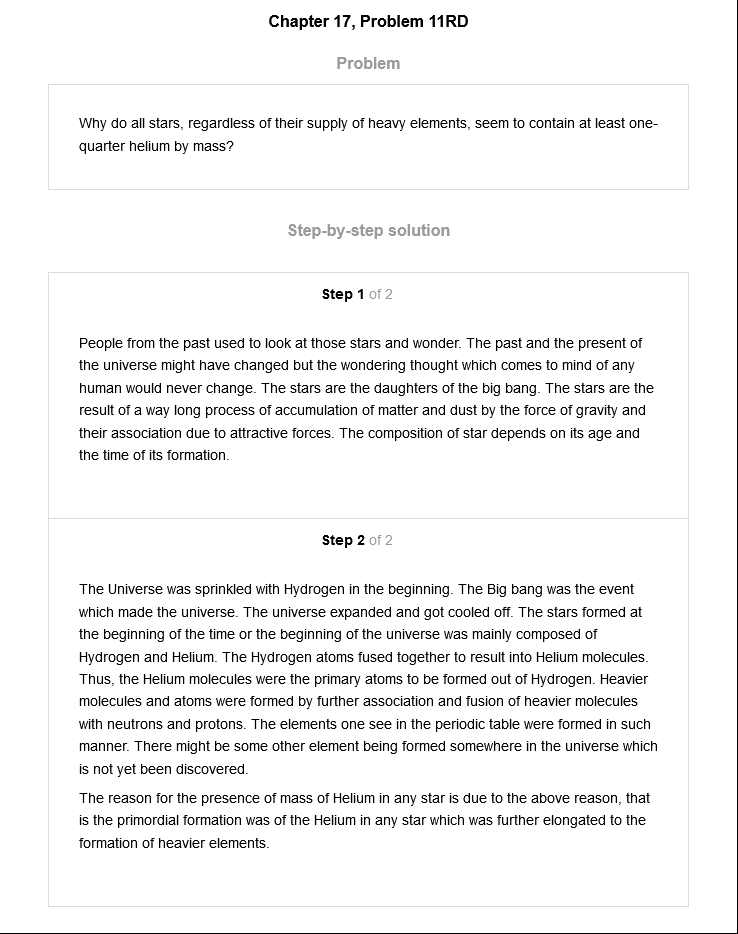 Chapter 17, Problem 11RD
Problem
Why do all stars, regardless of their supply of heavy elements, seem to contain at least one-
quarter helium by mass?
Step-by-step solution
Step 1 of 2
People from the past used to look at those stars and wonder. The past and the present of
the universe might have changed but the wondering thought which comes to mind of any
human would never change. The stars are the daughters of the big bang. The stars are the
result of a way long process of accumulation of matter and dust by the force of gravity and
their association due to attractive forces. The composition of star depends on its age and
the time of its formation.
Step 2 of 2
The Universe was sprinkled with Hydrogen in the beginning. The Big bang was the event
which made the universe. The universe expanded and got cooled off. The stars formed at
the beginning of the time or the beginning of the universe was mainly composed of
Hydrogen and Helium. The Hydrogen atoms fused together to result into Helium molecules.
Thus, the Helium molecules were the primary atoms to be formed out of Hydrogen. Heavier
molecules and atoms were formed by further association and fusion of heavier molecules
with neutrons and protons. The elements one see in the periodic table were formed in such
manner. There might be some other element being formed somewhere in the universe which
is not yet been discovered.
The reason for the presence of mass of Helium in any star is due to the above reason, that
is the primordial formation was of the Helium in any star which was further elongated to the
formation of heavier elements.